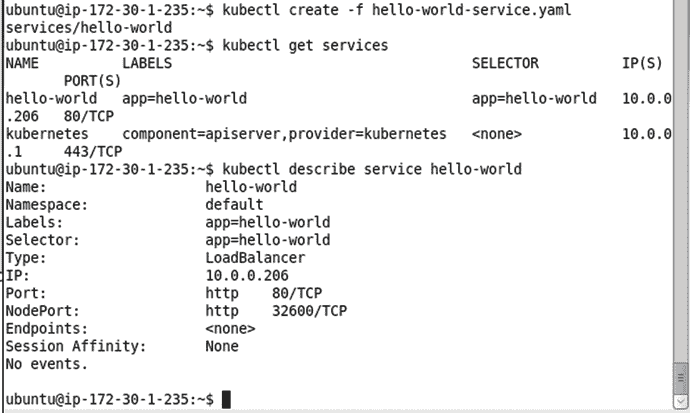 ubuntu@ip-172-30-1-235:~$ kubectl create -f hello-world-service.yaml
services/hello-world
ubuntu@ip-172-30-1-235:~$ kubectl get services
NAME          LABELS                                    SELECTOR          IP(S)
       PORT(S)
hello-world   app=hello-world                           app=hello-world   10.0.0
.206   80/TCP
kubernetes    component=apiserver,provider=kubernetes   <none>            10.0.0
.1     443/TCP
ubuntu@ip-172-30-1-235:~$ kubectl describe service hello-world
Name:                   hello-world
Namespace:              default
Labels:                 app=hello-world
Selector:               app=hello-world
Type:                   LoadBalancer
IP:                     10.0.0.206
Port:                   http    80/TCP
NodePort:               http    32600/TCP
Endpoints:              <none>
Session Affinity:       None
No events.
ubuntu@ip-172-30-1-235:~$